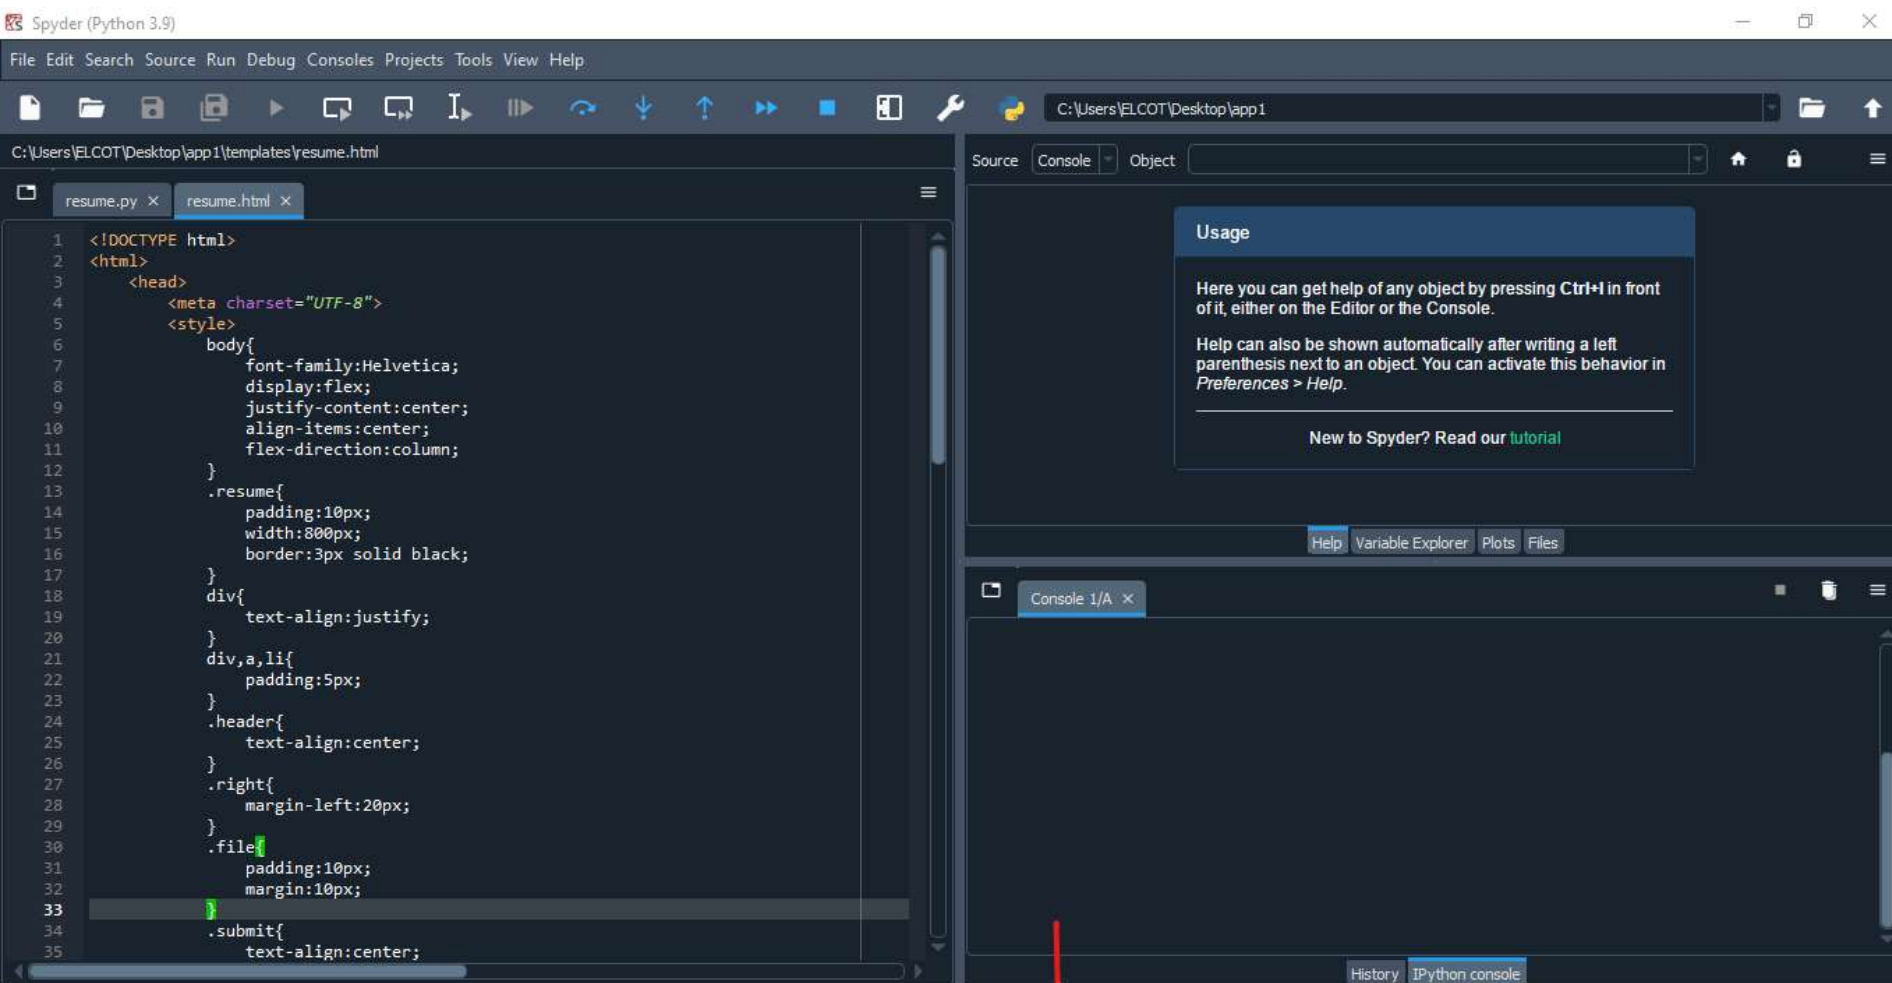 Spyder (Python 3.9)
File Edit Search Source Run Debug Consoles Projects Tools View Help
C:\Users\ELCOT\Desktop\app1
C:\Users\ELCOT\Desktop\app1\templates\resume.html
resume.py
resume.html
1 <!DOCTYPE html>
2 <html>
3 <head>
4 <meta charset="UTF-8">
5 <style>
6 body{
7 font-family:Helvetica;
8 display:flex;
9 justify-content:center;
10 align-items:center;
11 flex-direction:column;
12 }
13 .resume{
14 padding:10px;
15 width:800px;
16 border:3px solid black;
17 }
18 div{
19 text-align:justify;
20 }
21 div,a,li{
22 padding:5px;
23 }
24 .header{
25 text-align:center;
26 }
27 .right{
28 margin-left:20px;
29 }
30 .file{
31 padding:10px;
32 margin:10px;
33 }
34 .submit{
35 text-align:center;
Source Console Object
Usage
Here you can get help of any object by pressing Ctrl+I in front
of it, either on the Editor or the Console.
Help can also be shown automatically after writing a left
parenthesis next to an object. You can activate this behavior in
Preferences > Help.
New to Spyder? Read our tutorial
Help Variable Explorer Plots Files
Console 1/A
History IPython console